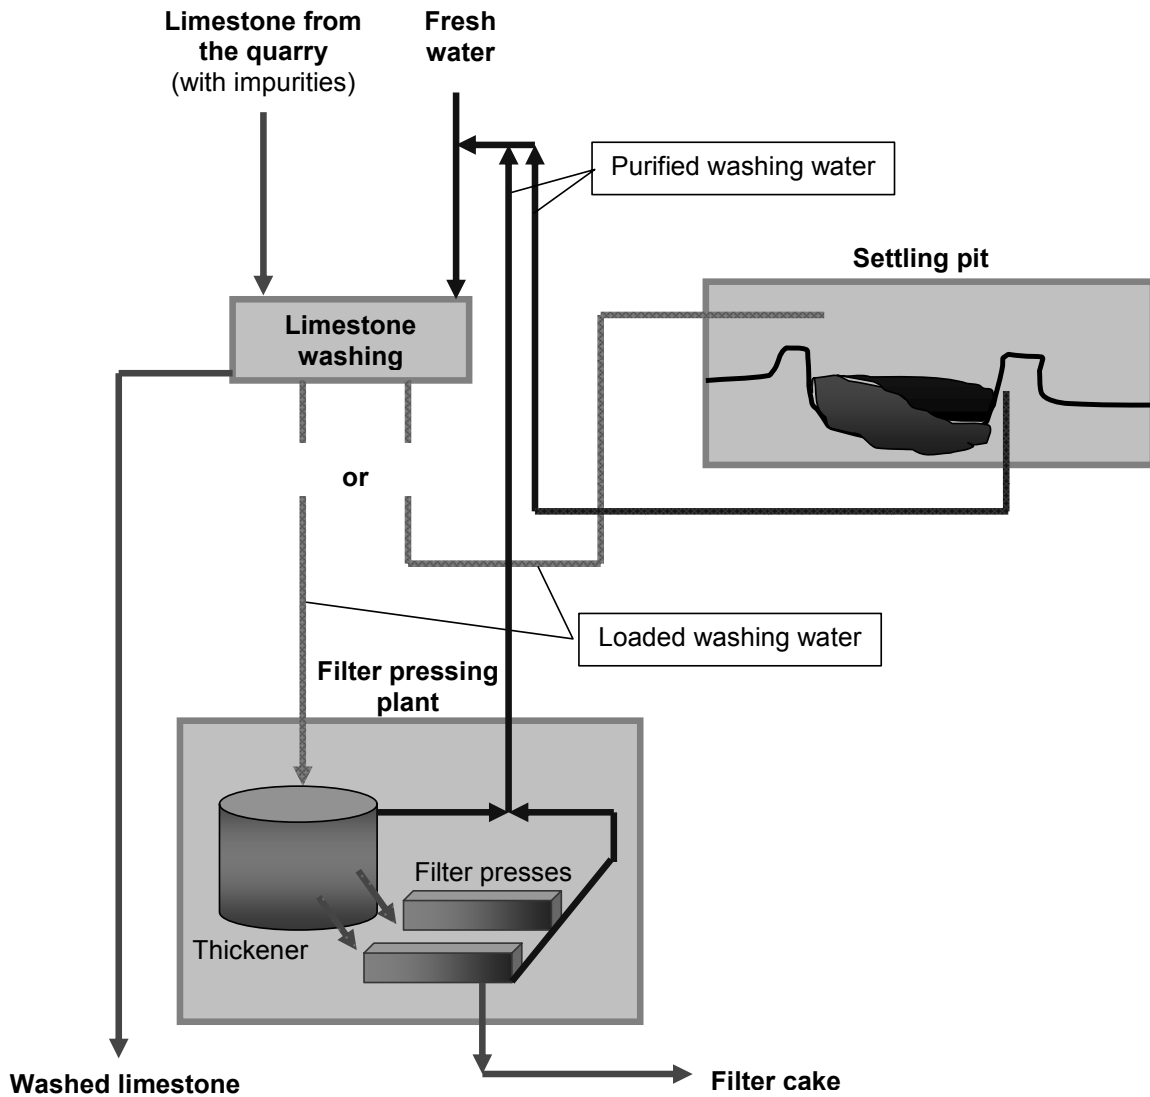 Limestone from
the quarry
(with impurities)
Fresh
water
Purified washing water
Settling pit
Limestone
washing
or
Loaded washing water
Filter pressing
plant
Filter presses
Thickener
Washed limestone
Filter cake